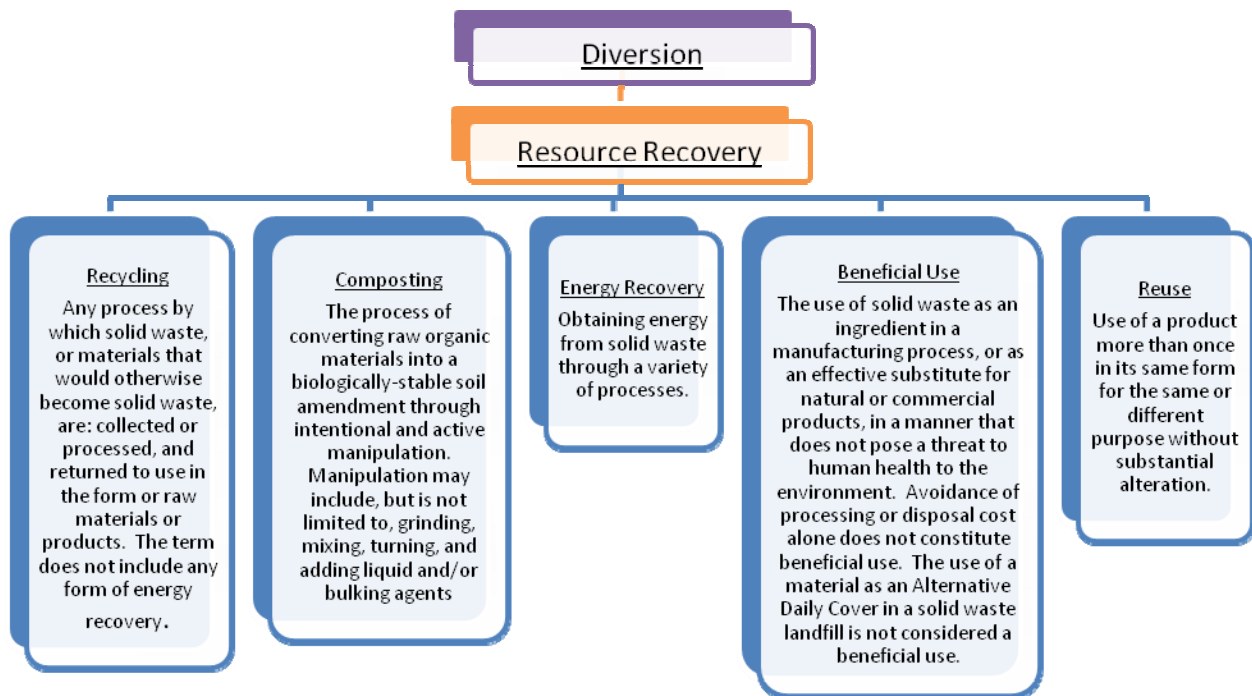 Diversion
Resource Recovery
Recycling
Any process by
which solid waste,
or materials that
would otherwise
become solid waste,
are: collected or
processed, and
returned to use in
the form or raw
materials or
products.  The term
does not include any
form of energy
recovery.
Composting
The process of
converting raw organic
materials into a
biologically-stable soil
amendment through
intentional and active
manipulation.
Manipulation may
include, but is not
limited to, grinding,
mixing, turning, and
adding liquid and/or
bulking agents
Energy Recovery
Obtaining energy
from solid waste
through a variety
of processes.
Beneficial Use
The use of solid waste as an
ingredient in a
manufacturing process, or as
an effective substitute for
natural or commercial
products, in a manner that
does not pose a threat to
human health to the
environment.  Avoidance of
processing or disposal cost
alone does not constitute
beneficial use.  The use of a
material as an Alternative
Daily Cover in a solid waste
landfill is not considered a
beneficial use.
Reuse
Use of a product
more than once
in its same form
for the same or
different
purpose without
substantial
alteration.